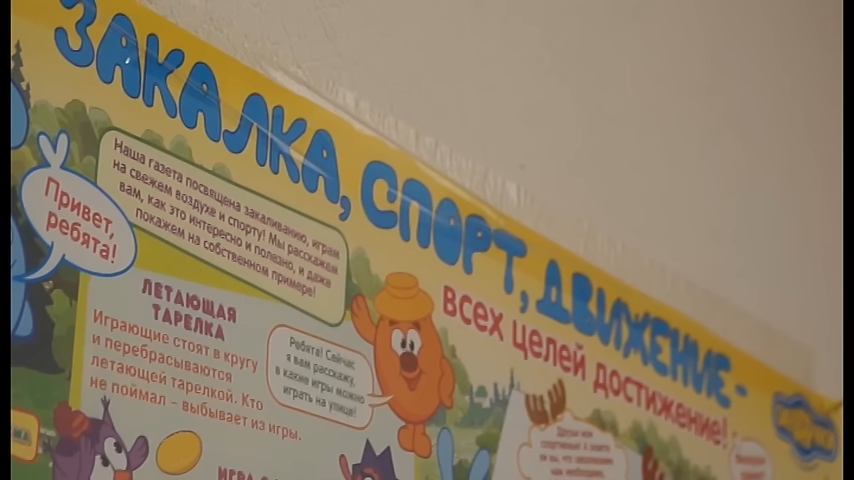 ЗАКАЛКА, СПОРТ, ДВИЖЕНИЕ -
ВСЕХ ЦЕЛЕЙ ДОСТИЖЕНИЕ!
Привет,
ребята!
Наша газета посвящена закаливанию, играм
на свежем воздухе и спорту! Мы расскажем
вам, как это интересно и полезно, и даже
покажем на собственном примере!
ЛЕТАЮЩАЯ
ТАРЕЛКА
Играющие стоят в кругу
и перебрасываются
летающей тарелкой. Кто
не поймал – выбывает из игры.
Ребята! Сейчас
я вам расскажу,
в какие игры можно
играть на улице!